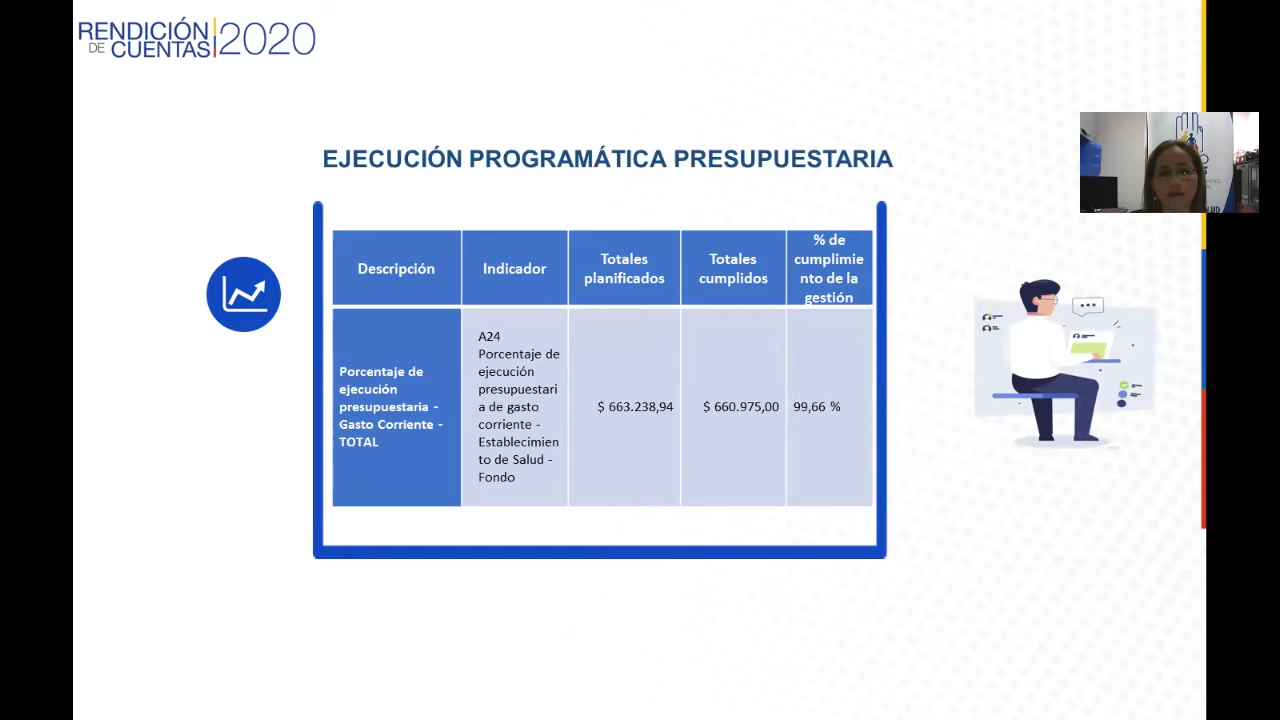 RENDICIÓN
DE CUENTAS 2020
EJECUCIÓN PROGRAMÁTICA PRESUPUESTARIA
Descripción
Indicador
Totales
planificados
Totales
cumplidos
% de
cumplimie
nto de la
gestión
Porcentaje de
ejecución
presupuestaria -
Gasto Corriente -
TOTAL
A24
Porcentaje de
ejecución
presupuestari
a de gasto
corriente -
Establecimien
to de Salud -
Fondo
$ 663.238,94
$ 660.975,00
99,66 %